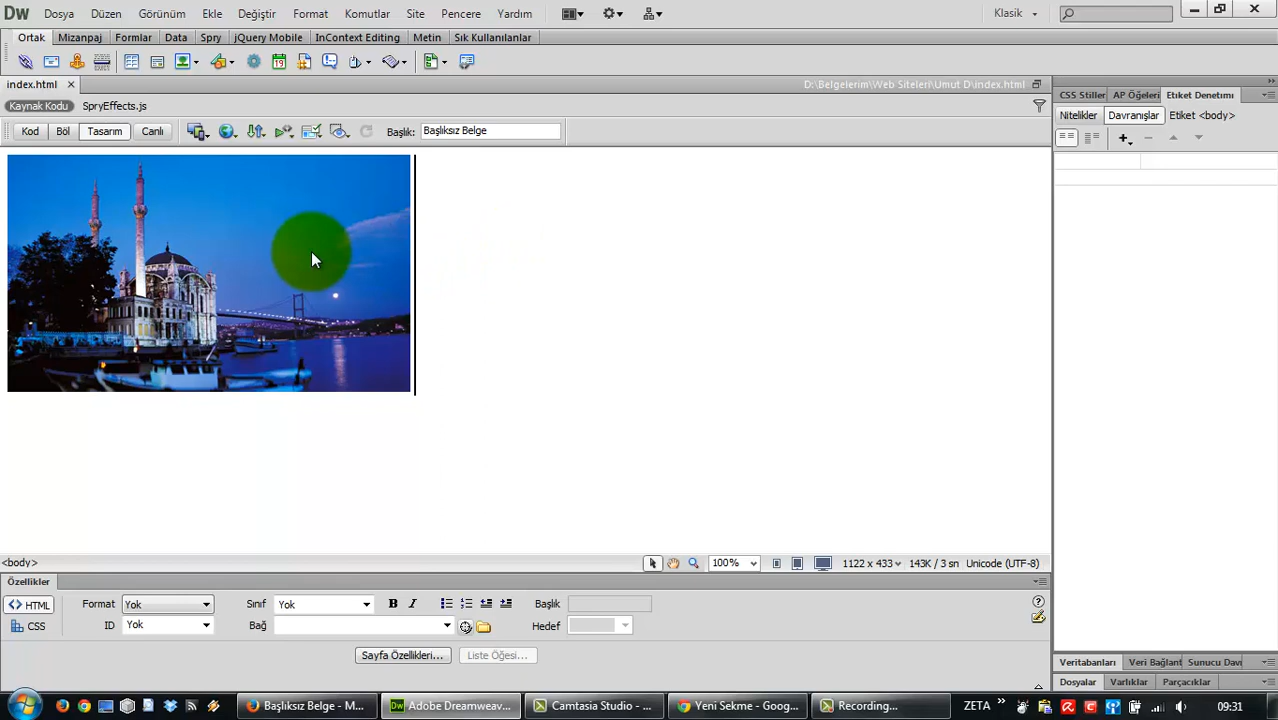 Dw Dosya Düzen Görünüm Ekle Değiştir Format Komutlar Site Pencere Yardım Klasik
Ortak Mizanpaj Formlar Data Spry jQuery Mobile InContext Editing Metin Sık Kullanılanlar
index.html D:\Belgelerim\Web Siteleri\Umut D\index.html CSS Stiller AP Öğeleri Etiket Denetimi
Kaynak Kodu SpryEffects.js Nitelikler Davranışlar Etiket <body>
Kod Böl Tasarım Canlı Başlık: Başlıksız Belge
<body> 100% 1122 x 433 143K / 3 sn Unicode (UTF-8)
Özellikler
HTML Format Yok Sınıf Yok B I Başlık
CSS ID Yok Bağ Hedef
Sayfa Özellikleri... Liste Öğesi...
Veritabanları Veri Bağlant Sunucu Davı
Dosyalar Varlıklar Parçacıklar
Başlıksız Belge - M... Adobe Dreamweav... Camtasia Studio - ... Yeni Sekme - Goog... Recording... ZETA 09:31